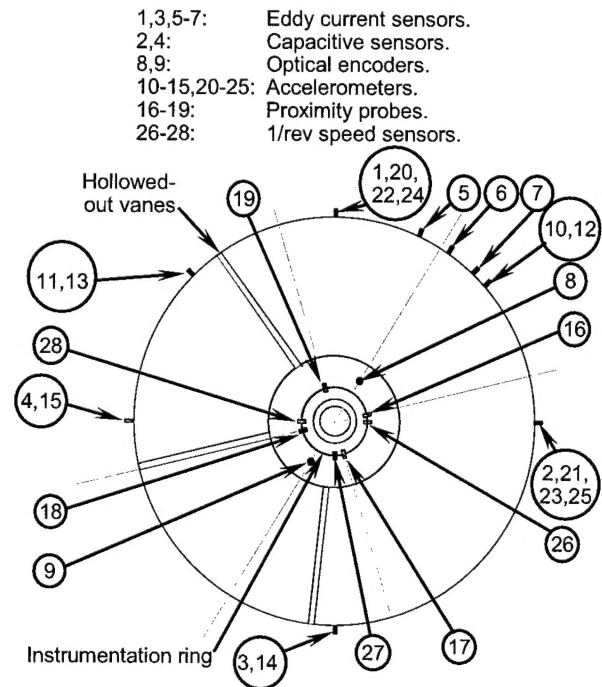 1,3,5-7: Eddy current sensors.
2,4: Capacitive sensors.
8,9: Optical encoders.
10-15,20-25: Accelerometers.
16-19: Proximity probes.
26-28: 1/rev speed sensors.
Hollowed-
out vanes
19
1,20,
22,24
5
6
7
10,12
11,13
8
28
16
4,15
2,21,
23,25
18
26
9
Instrumentation ring
3,14
27
17